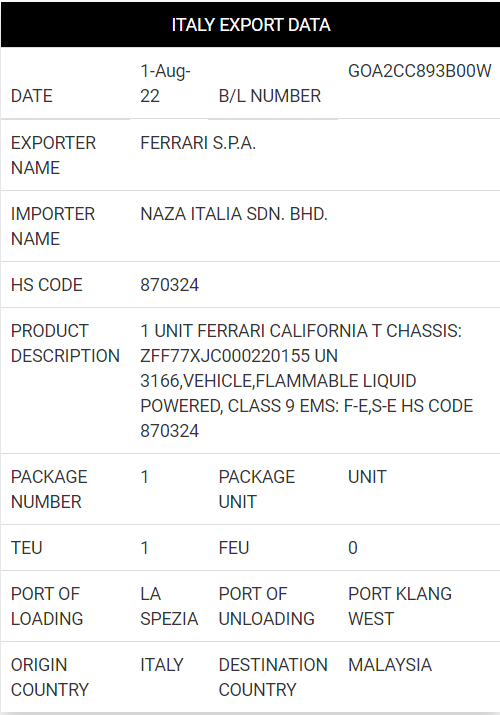 ITALY EXPORT DATA
DATE 1-Aug-22 B/L NUMBER GOA2CC893B00W
EXPORTER NAME FERRARI S.P.A.
IMPORTER NAME NAZA ITALIA SDN. BHD.
HS CODE 870324
PRODUCT DESCRIPTION 1 UNIT FERRARI CALIFORNIA T CHASSIS:
ZFF77XJC000220155 UN
3166,VEHICLE,FLAMMABLE LIQUID
POWERED, CLASS 9 EMS: F-E,S-E HS CODE
870324
PACKAGE NUMBER 1 PACKAGE UNIT UNIT
TEU 1 FEU 0
PORT OF LOADING LA SPEZIA PORT OF UNLOADING PORT KLANG WEST
ORIGIN COUNTRY ITALY DESTINATION COUNTRY MALAYSIA